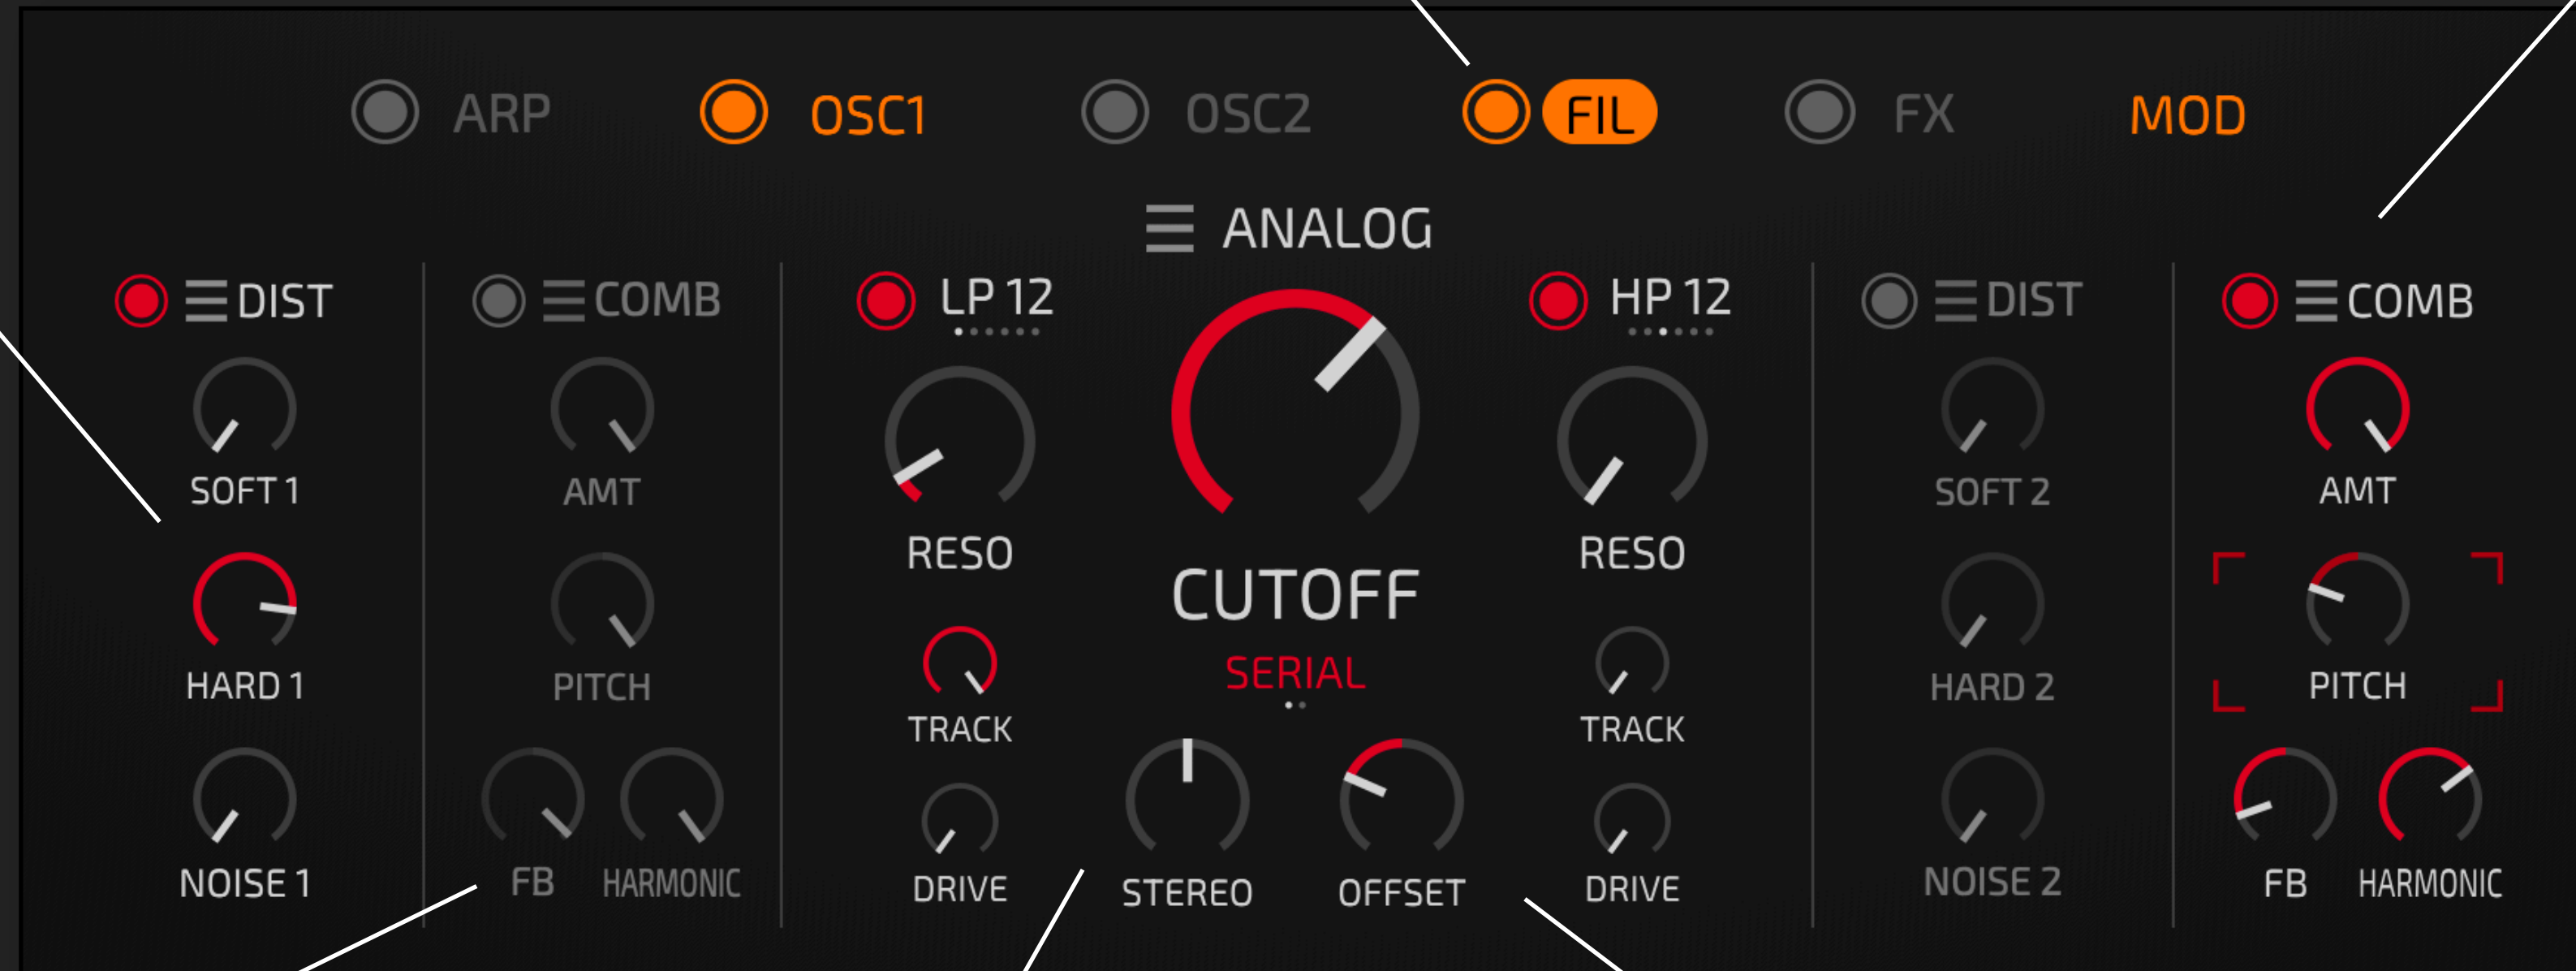 ARP OSC1 OSC2 FIL FX MOD
ANALOG
DIST COMB LP 12 HP 12 DIST COMB
SOFT 1 AMT RESO CUTOFF RESO SOFT 2 AMT
HARD 1 PITCH TRACK SERIAL TRACK HARD 2 PITCH
NOISE 1 FB HARMONIC DRIVE STEREO OFFSET DRIVE NOISE 2 FB HARMONIC